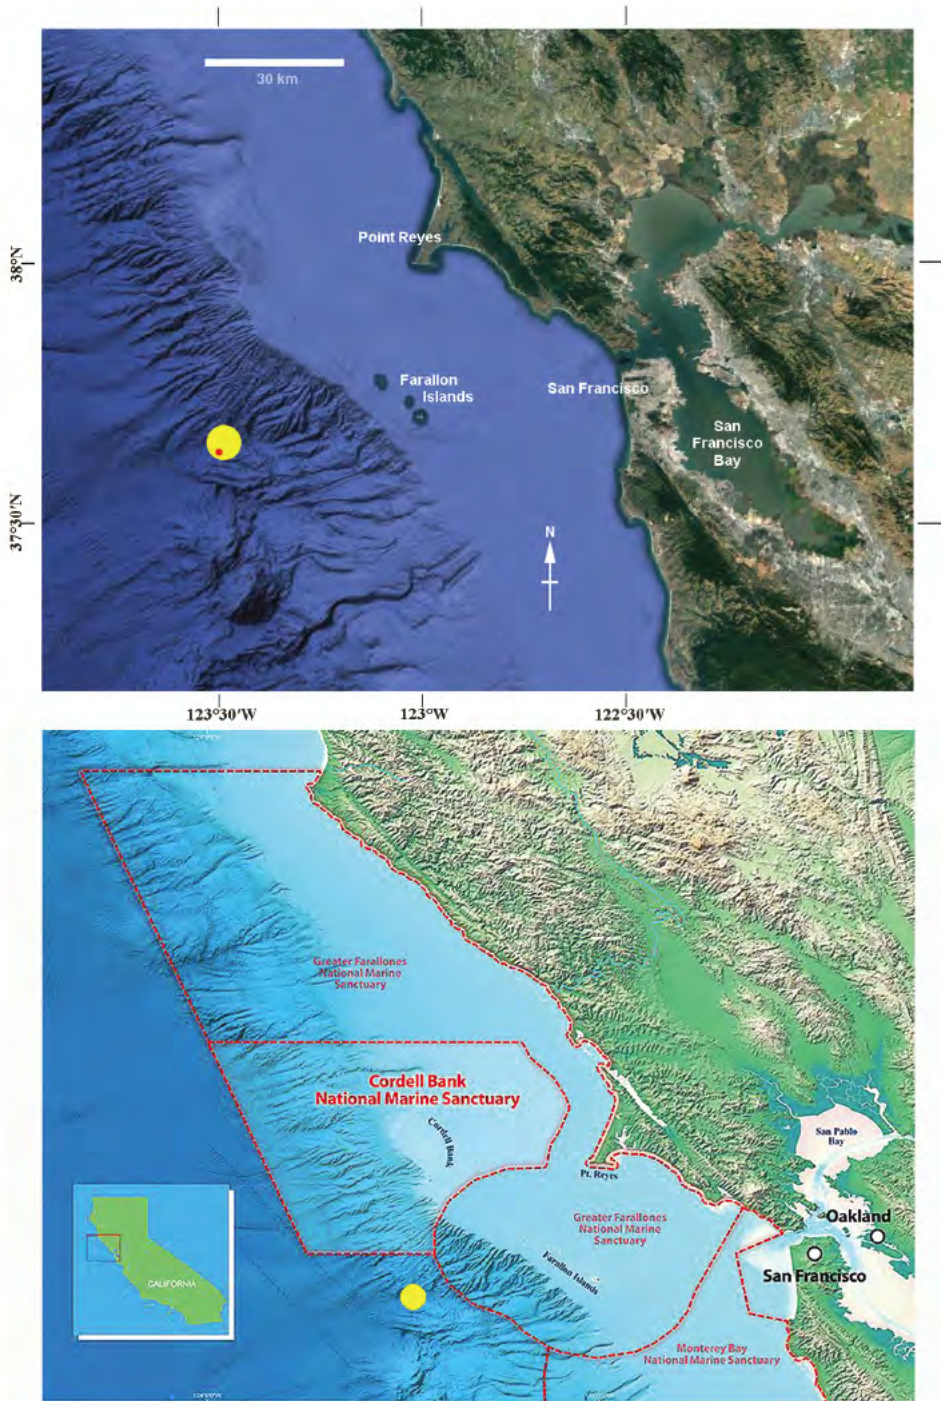 30 km
Point Reyes
38°N
Farallon
Islands
San Francisco
San
Francisco
Bay
37°30'N
N
123°30'W
123°W
122°30'W
Greater Farallones
National Marine
Sanctuary
Cordell Bank
National Marine Sanctuary
Cordell Bank
San Pablo
Bay
Pt. Reyes
Greater Farallones
National Marine
Sanctuary
Oakland
San Francisco
Farallon Islands
CALIFORNIA
Monterey Bay
National Marine Sanctuary